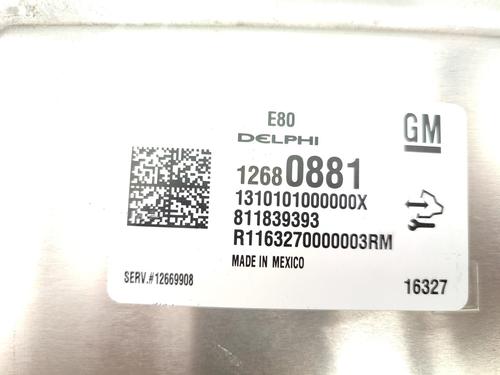 E80
DELPHI
GM
12680881
1310101000000X
811839393
R1163270000003RM
MADE IN MEXICO
SERV.#12669908
16327